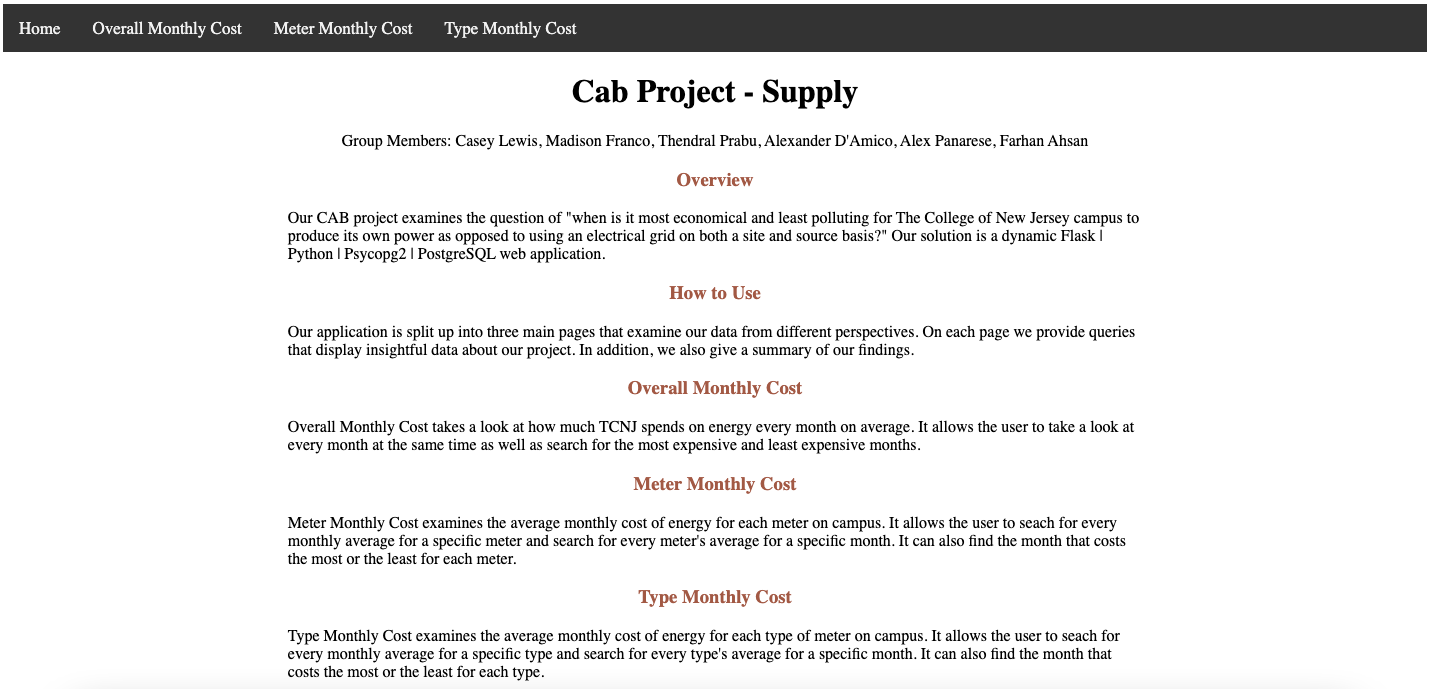 Home Overall Monthly Cost Meter Monthly Cost Type Monthly Cost
Cab Project - Supply
Group Members: Casey Lewis, Madison Franco, Thendral Prabu, Alexander D'Amico, Alex Panarese, Farhan Ahsan
Overview
Our CAB project examines the question of "when is it most economical and least polluting for The College of New Jersey campus to
produce its own power as opposed to using an electrical grid on both a site and source basis?" Our solution is a dynamic Flask |
Python | Psycopg2 | PostgreSQL web application.
How to Use
Our application is split up into three main pages that examine our data from different perspectives. On each page we provide queries
that display insightful data about our project. In addition, we also give a summary of our findings.
Overall Monthly Cost
Overall Monthly Cost takes a look at how much TCNJ spends on energy every month on average. It allows the user to take a look at
every month at the same time as well as search for the most expensive and least expensive months.
Meter Monthly Cost
Meter Monthly Cost examines the average monthly cost of energy for each meter on campus. It allows the user to seach for every
monthly average for a specific meter and search for every meter's average for a specific month. It can also find the month that costs
the most or the least for each meter.
Type Monthly Cost
Type Monthly Cost examines the average monthly cost of energy for each type of meter on campus. It allows the user to seach for
every monthly average for a specific type and search for every type's average for a specific month. It can also find the month that
costs the most or the least for each type.